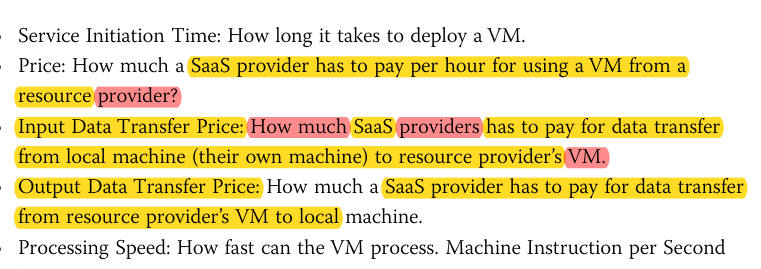 Service Initiation Time: How long it takes to deploy a VM.
Price: How much a SaaS provider has to pay per hour for using a VM from a
resource provider?
Input Data Transfer Price: How much SaaS providers has to pay for data transfer
from local machine (their own machine) to resource provider’s VM.
Output Data Transfer Price: How much a SaaS provider has to pay for data transfer
from resource provider’s VM to local machine.
Processing Speed: How fast can the VM process. Machine Instruction per Second